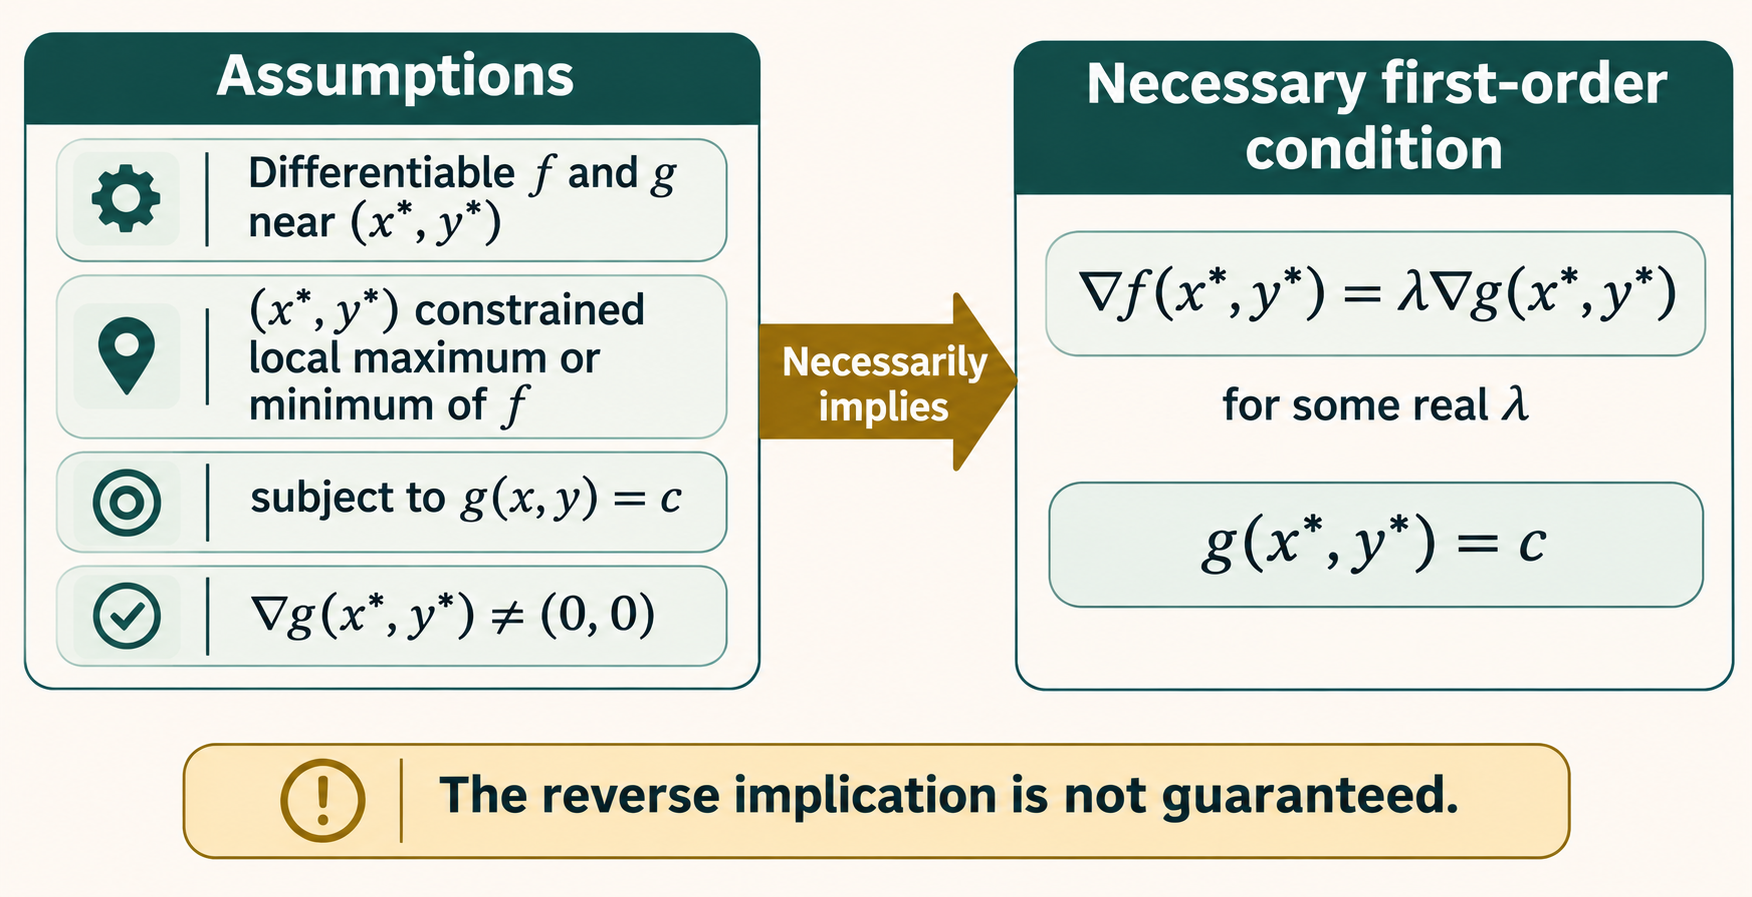 Assumptions
Differentiable f and g
near (x*, y*)
(x*, y*) constrained
local maximum or
minimum of f
subject to g(x, y) = c
∇g(x*, y*) ≠ (0, 0)
Necessarily
implies
Necessary first-order
condition
∇f(x*, y*) = λ∇g(x*, y*)
for some real λ
g(x*, y*) = c
The reverse implication is not guaranteed.